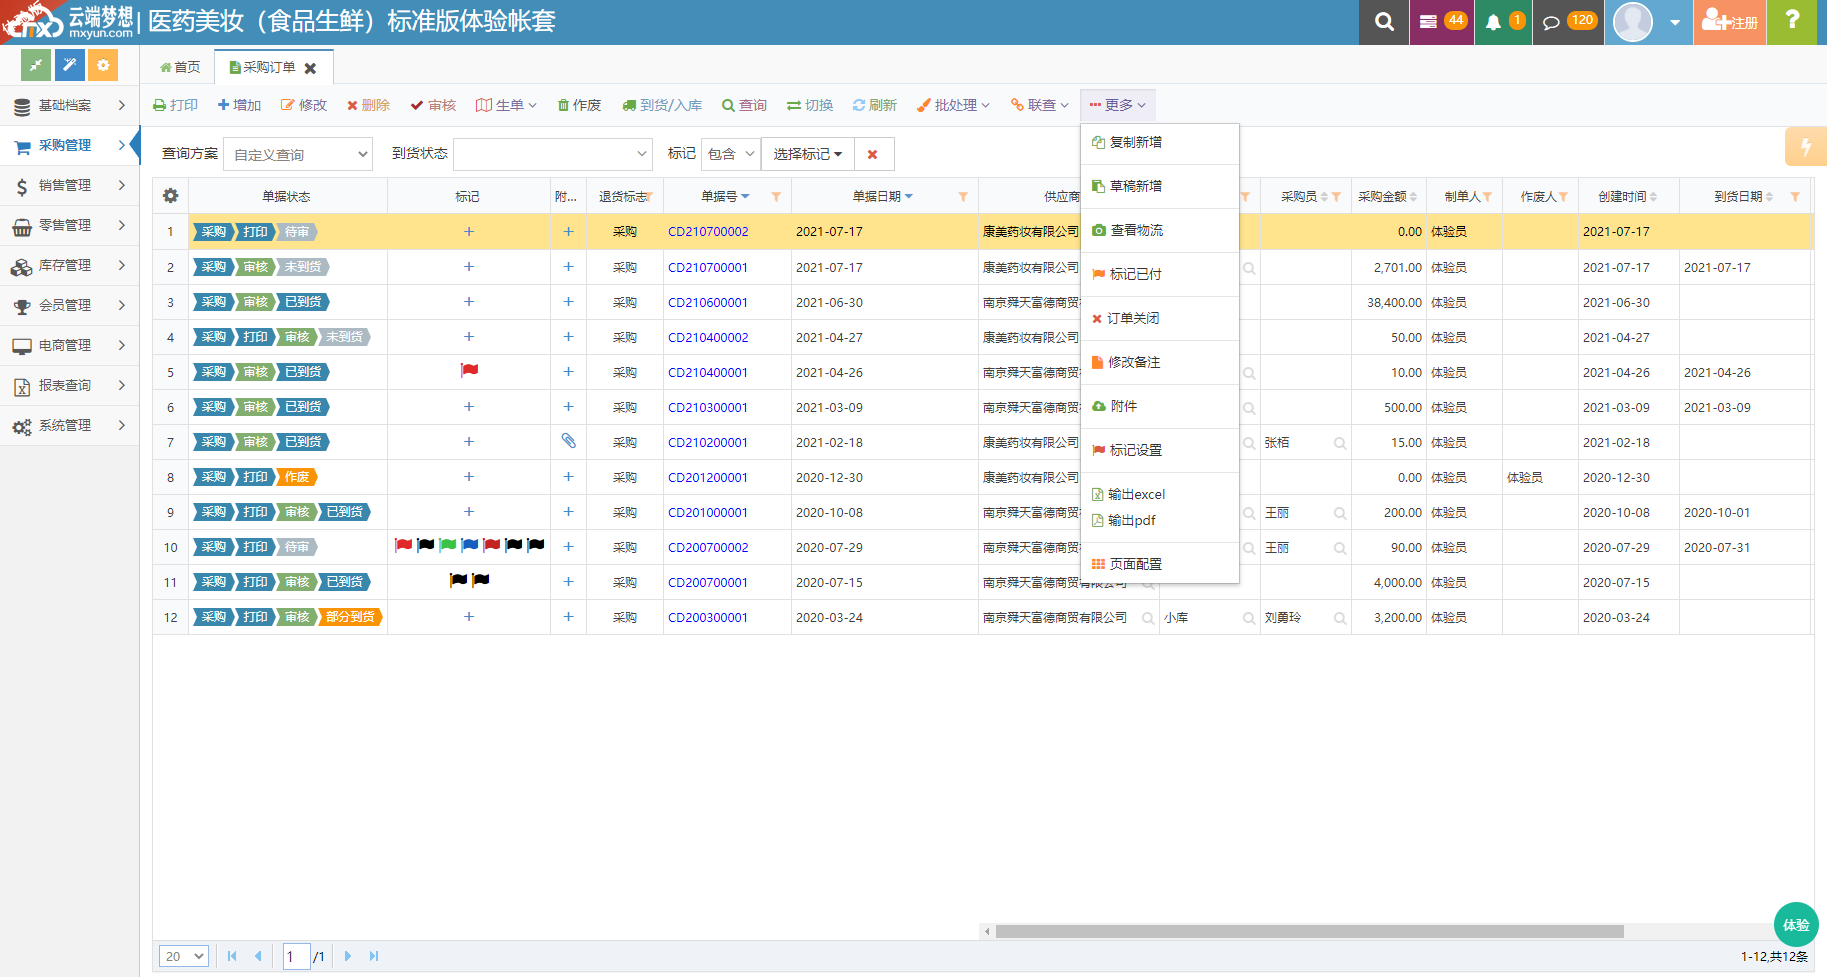 云端梦想
mxyun.com
医药美妆（食品生鲜）标准版体验帐套
44
1
120
注册
?
首页
采购订单
基础档案
采购管理
销售管理
零售管理
库存管理
会员管理
电商管理
报表查询
系统管理
打印 增加 修改 删除 审核 生单 作废 到货/入库 查询 切换 刷新 批处理 联查 更多
查询方案 自定义查询 到货状态 标记 包含 选择标记
复制新增
草稿新增
查看物流
标记已付
订单关闭
修改备注
附件
标记设置
输出excel
输出pdf
页面配置
单据状态 标记 附... 退货标志 单据号 单据日期 供应商 采购员 采购金额 制单人 作废人 创建时间 到货日期
1 采购 打印 待审 采购 CD210700002 2021-07-17 康美药妆有限公司 0.00 体验员 2021-07-17
2 采购 审核 未到货 采购 CD210700001 2021-07-17 康美药妆有限公司 2,701.00 体验员 2021-07-17 2021-07-17
3 采购 审核 已到货 采购 CD210600001 2021-06-30 南京舜天富德商贸 38,400.00 体验员 2021-06-30
4 采购 打印 审核 未到货 采购 CD210400002 2021-04-27 康美药妆有限公司 50.00 体验员 2021-04-27
5 采购 审核 已到货 采购 CD210400001 2021-04-26 南京舜天富德商贸 10.00 体验员 2021-04-26 2021-04-26
6 采购 审核 已到货 采购 CD210300001 2021-03-09 南京舜天富德商贸 500.00 体验员 2021-03-09 2021-03-09
7 采购 审核 已到货 采购 CD210200001 2021-02-18 康美药妆有限公司 张栢 15.00 体验员 2021-02-18
8 采购 打印 作废 采购 CD201200001 2020-12-30 康美药妆有限公司 0.00 体验员 体验员 2020-12-30
9 采购 打印 审核 已到货 采购 CD201000001 2020-10-08 南京舜天富德商贸 王丽 200.00 体验员 2020-10-08 2020-10-01
10 采购 打印 待审 采购 CD200700002 2020-07-29 南京舜天富德商贸 王丽 90.00 体验员 2020-07-29 2020-07-31
11 采购 打印 审核 已到货 采购 CD200700001 2020-07-15 南京舜天富德商贸有限公司 4,000.00 体验员 2020-07-15
12 采购 打印 审核 部分到货 采购 CD200300001 2020-03-24 南京舜天富德商贸有限公司 小库 刘勇玲 3,200.00 体验员 2020-03-24
体验
20 1 /1 1-12,共12条